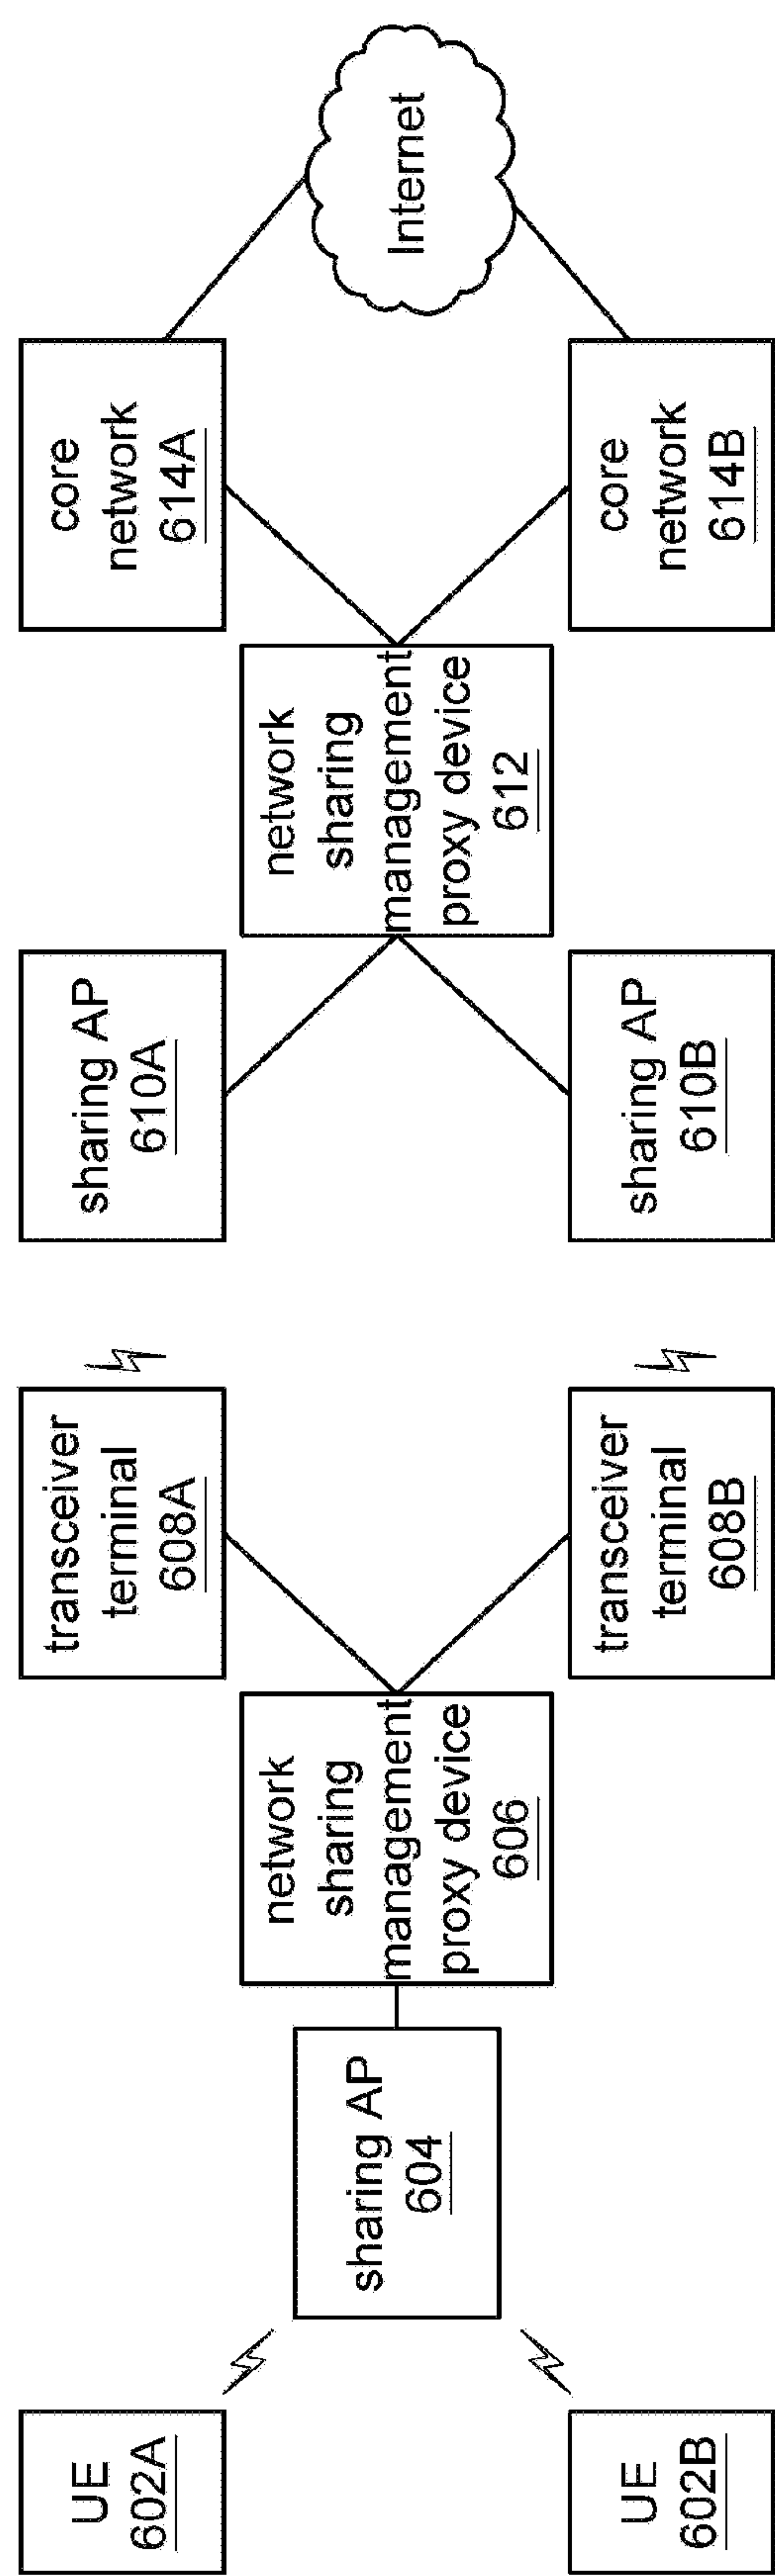 UE
602A
UE
602B
sharing AP
604
network
sharing
management
proxy device
606
transceiver
terminal
608A
transceiver
terminal
608B
sharing AP
610A
sharing AP
610B
network
sharing
management
proxy device
612
core
network
614A
core
network
614B
Internet